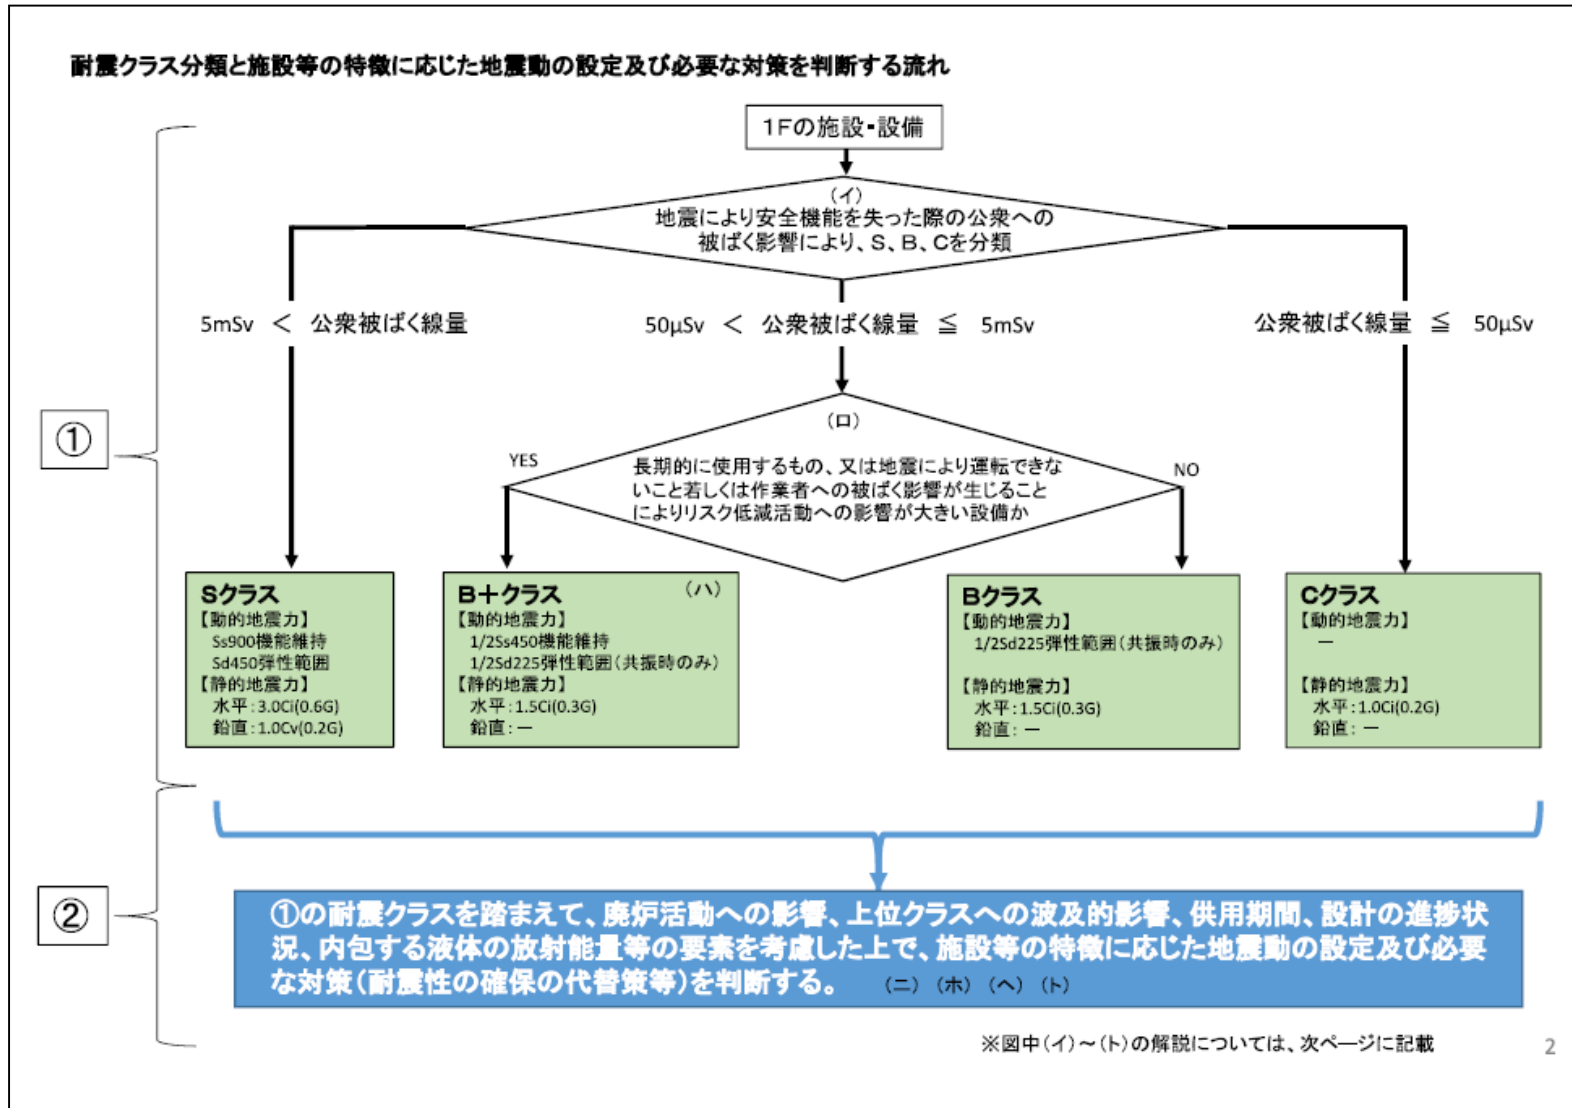 耐震クラス分類と施設等の特徴に応じた地震動の設定及び必要な対策を判断する流れ
1Fの施設・設備
(イ)
地震により安全機能を失った際の公衆への
被ばく影響により、S、B、Cを分類
5mSv ＜ 公衆被ばく線量
50μSv ＜ 公衆被ばく線量 ≦ 5mSv
公衆被ばく線量 ≦ 50μSv
①
(ロ)
YES
NO
長期的に使用するもの、又は地震により運転できな
いこと若しくは作業者への被ばく影響が生じること
によりリスク低減活動への影響が大きい設備か
Sクラス
【動的地震力】
Ss900機能維持
Sd450弾性範囲
【静的地震力】
水平：3.0Ci(0.6G)
鉛直：1.0Cv(0.2G)
B＋クラス (ハ)
【動的地震力】
1/2Ss450機能維持
1/2Sd225弾性範囲(共振時のみ)
【静的地震力】
水平：1.5Ci(0.3G)
鉛直：－
Bクラス
【動的地震力】
1/2Sd225弾性範囲(共振時のみ)
【静的地震力】
水平：1.5Ci(0.3G)
鉛直：－
Cクラス
【動的地震力】
－
【静的地震力】
水平：1.0Ci(0.2G)
鉛直：－
②
①の耐震クラスを踏まえて、廃炉活動への影響、上位クラスへの波及的影響、供用期間、設計の進捗状
況、内包する液体の放射能量等の要素を考慮した上で、施設等の特徴に応じた地震動の設定及び必要
な対策(耐震性の確保の代替策等)を判断する。 (ニ) (ホ) (ヘ) (ト)
※図中(イ)～(ト)の解説については、次ページに記載
2